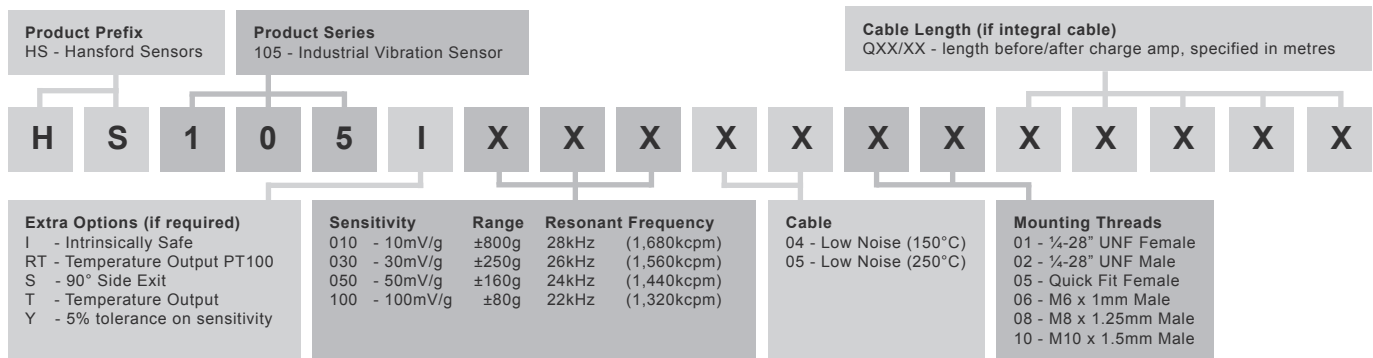 Product Prefix
HS - Hansford Sensors
Product Series
105 - Industrial Vibration Sensor
Cable Length (if integral cable)
QXX/XX - length before/after charge amp, specified in metres
H S 1 0 5 I X X X X X X X X X X X X
Extra Options (if required)
I - Intrinsically Safe
RT - Temperature Output PT100
S - 90° Side Exit
T - Temperature Output
Y - 5% tolerance on sensitivity
Sensitivity Range Resonant Frequency
010 - 10mV/g ±800g 28kHz (1,680kcpm)
030 - 30mV/g ±250g 26kHz (1,560kcpm)
050 - 50mV/g ±160g 24kHz (1,440kcpm)
100 - 100mV/g ±80g 22kHz (1,320kcpm)
Cable
04 - Low Noise (150°C)
05 - Low Noise (250°C)
Mounting Threads
01 - ¼-28” UNF Female
02 - ¼-28” UNF Male
05 - Quick Fit Female
06 - M6 x 1mm Male
08 - M8 x 1.25mm Male
10 - M10 x 1.5mm Male